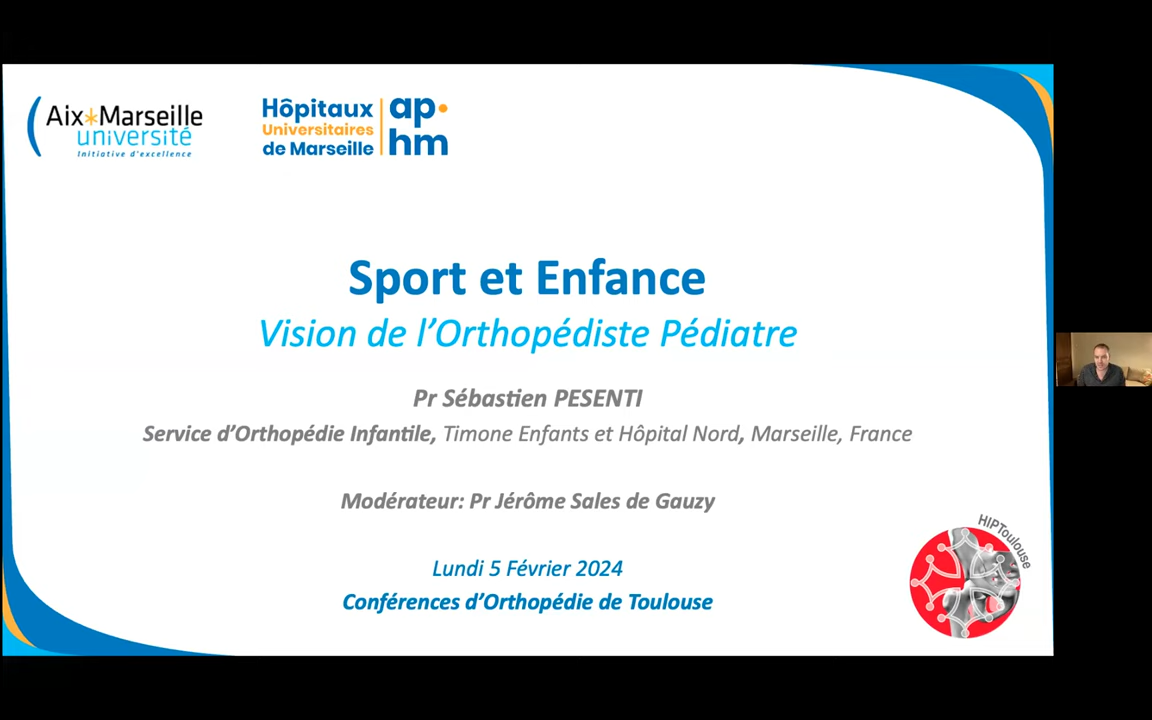 Aix*Marseille
université
Initiative d'excellence
Hôpitaux
Universitaires
de Marseille
ap·
hm
Sport et Enfance
Vision de l'Orthopédiste Pédiatre
Pr Sébastien PESENTI
Service d'Orthopédie Infantile, Timone Enfants et Hôpital Nord, Marseille, France
Modérateur: Pr Jérôme Sales de Gauzy
Lundi 5 Février 2024
Conférences d'Orthopédie de Toulouse
HIPToulouse